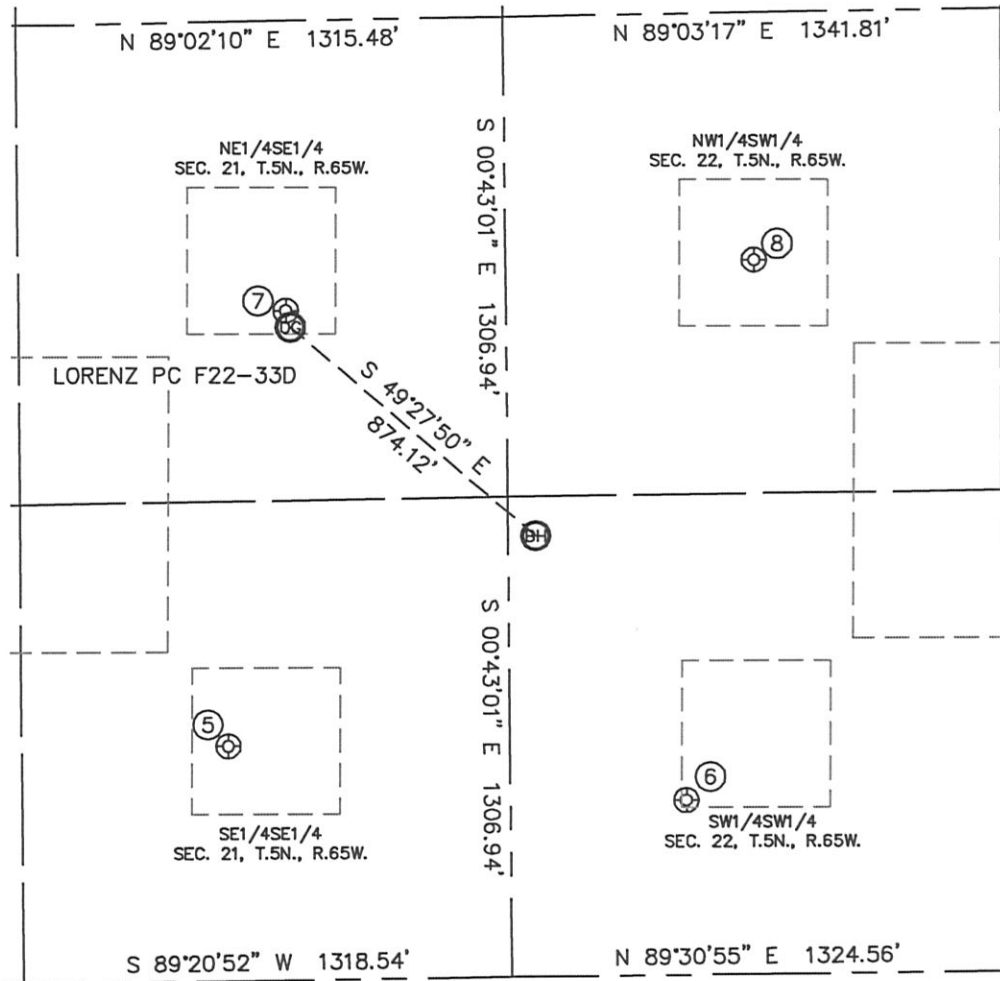 N 89°02'10" E 1315.48'
N 89°03'17" E 1341.81'
NE1/4SE1/4
SEC. 21, T.5N., R.65W.
S 00°43'01" E 1306.94'
NW1/4SW1/4
SEC. 22, T.5N., R.65W.
8
7
LORENZ PC F22-33D
S 49°27'50" E
874.12'
BH
S 00°43'01" E 1306.94'
5
SE1/4SE1/4
SEC. 21, T.5N., R.65W.
6
SW1/4SW1/4
SEC. 22, T.5N., R.65W.
S 89°20'52" W 1318.54'
N 89°30'55" E 1324.56'